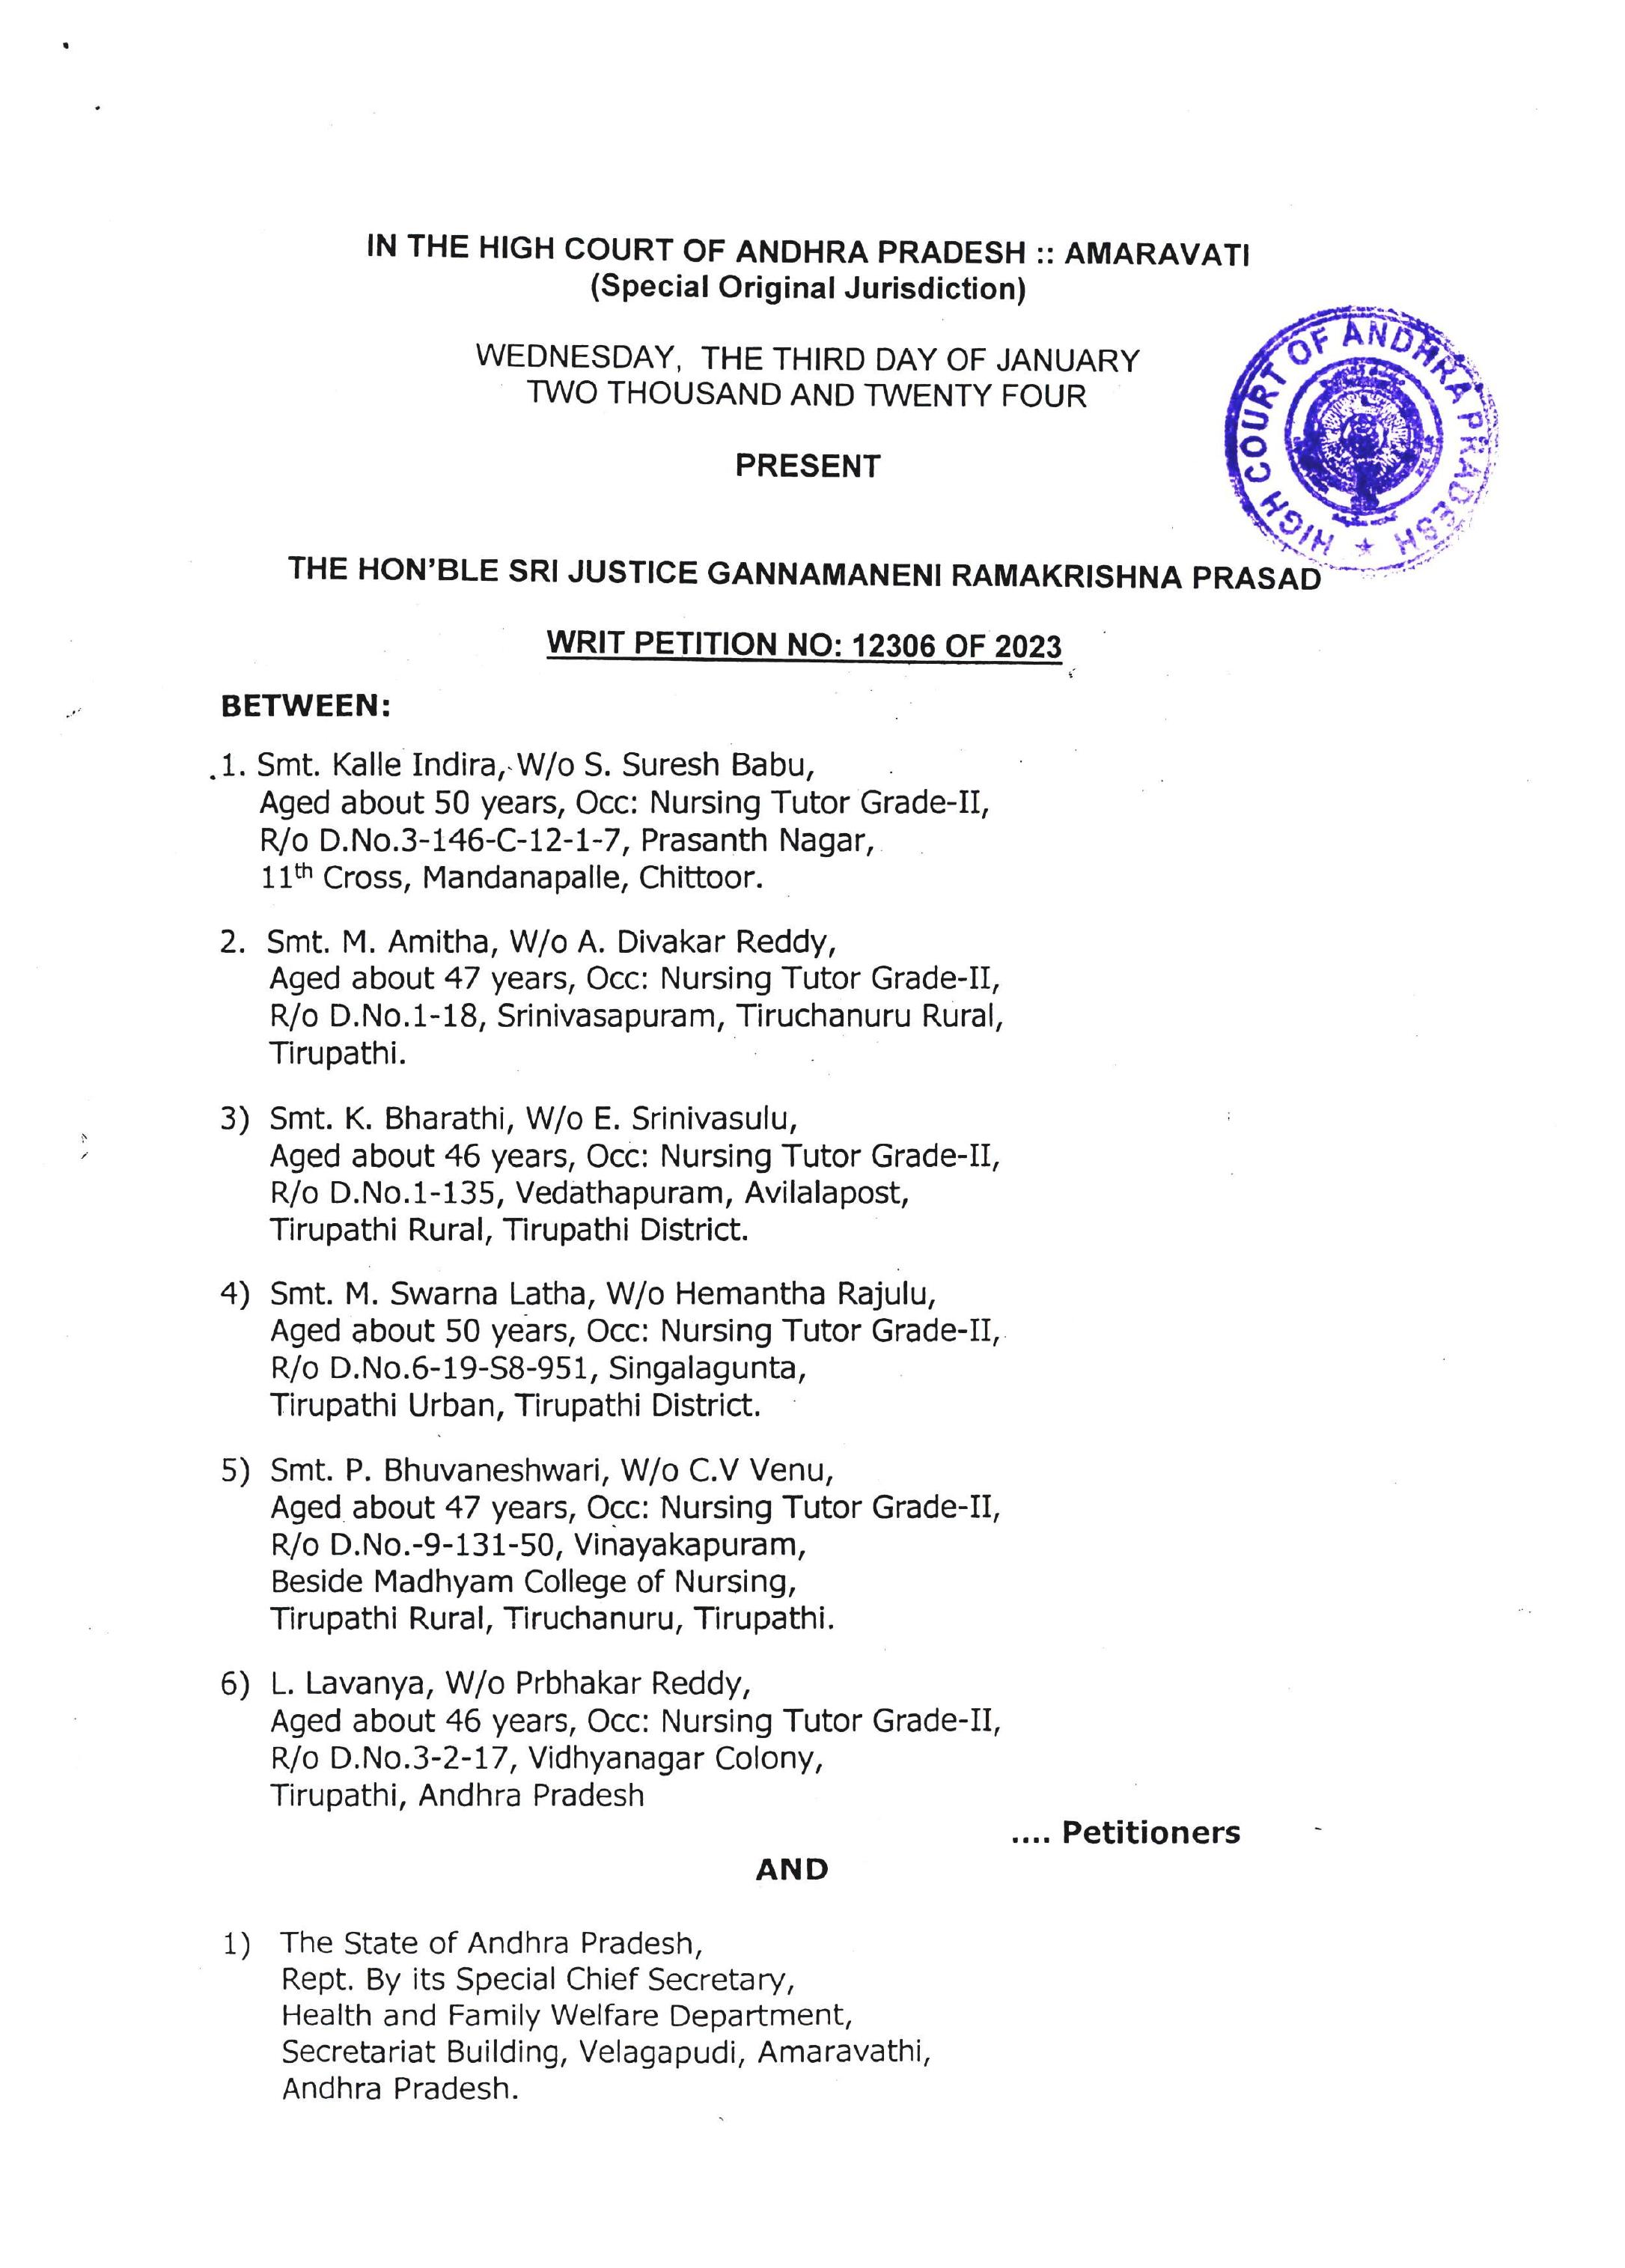 IN THE HIGH COURT OF ANDHRA PRADESH :: AMARAVATI
(Special Original Jurisdiction)
WEDNESDAY, THE THIRD DAY OF JANUARY
TWO THOUSAND AND TWENTY FOUR
HIGH COURT OF ANDHRA PRADESH
PRESENT
THE HON'BLE SRI JUSTICE GANNAMANENI RAMAKRISHNA PRASAD
WRIT PETITION NO: 12306 OF 2023
BETWEEN:
1. Smt. Kalle Indira, W/o S. Suresh Babu,
Aged about 50 years, Occ: Nursing Tutor Grade-II,
R/o D.No.3-146-C-12-1-7, Prasanth Nagar,
11th Cross, Mandanapalle, Chittoor.
2. Smt. M. Amitha, W/o A. Divakar Reddy,
Aged about 47 years, Occ: Nursing Tutor Grade-II,
R/o D.No.1-18, Srinivasapuram, Tiruchanuru Rural,
Tirupathi.
3) Smt. K. Bharathi, W/o E. Srinivasulu,
Aged about 46 years, Occ: Nursing Tutor Grade-II,
R/o D.No.1-135, Vedathapuram, Avilalapost,
Tirupathi Rural, Tirupathi District.
4) Smt. M. Swarna Latha, W/o Hemantha Rajulu,
Aged about 50 years, Occ: Nursing Tutor Grade-II,
R/o D.No.6-19-S8-951, Singalagunta,
Tirupathi Urban, Tirupathi District.
5) Smt. P. Bhuvaneshwari, W/o C.V Venu,
Aged about 47 years, Occ: Nursing Tutor Grade-II,
R/o D.No.-9-131-50, Vinayakapuram,
Beside Madhyam College of Nursing,
Tirupathi Rural, Tiruchanuru, Tirupathi.
6) L. Lavanya, W/o Prbhakar Reddy,
Aged about 46 years, Occ: Nursing Tutor Grade-II,
R/o D.No.3-2-17, Vidhyanagar Colony,
Tirupathi, Andhra Pradesh
.... Petitioners
AND
1) The State of Andhra Pradesh,
Rept. By its Special Chief Secretary,
Health and Family Welfare Department,
Secretariat Building, Velagapudi, Amaravathi,
Andhra Pradesh.